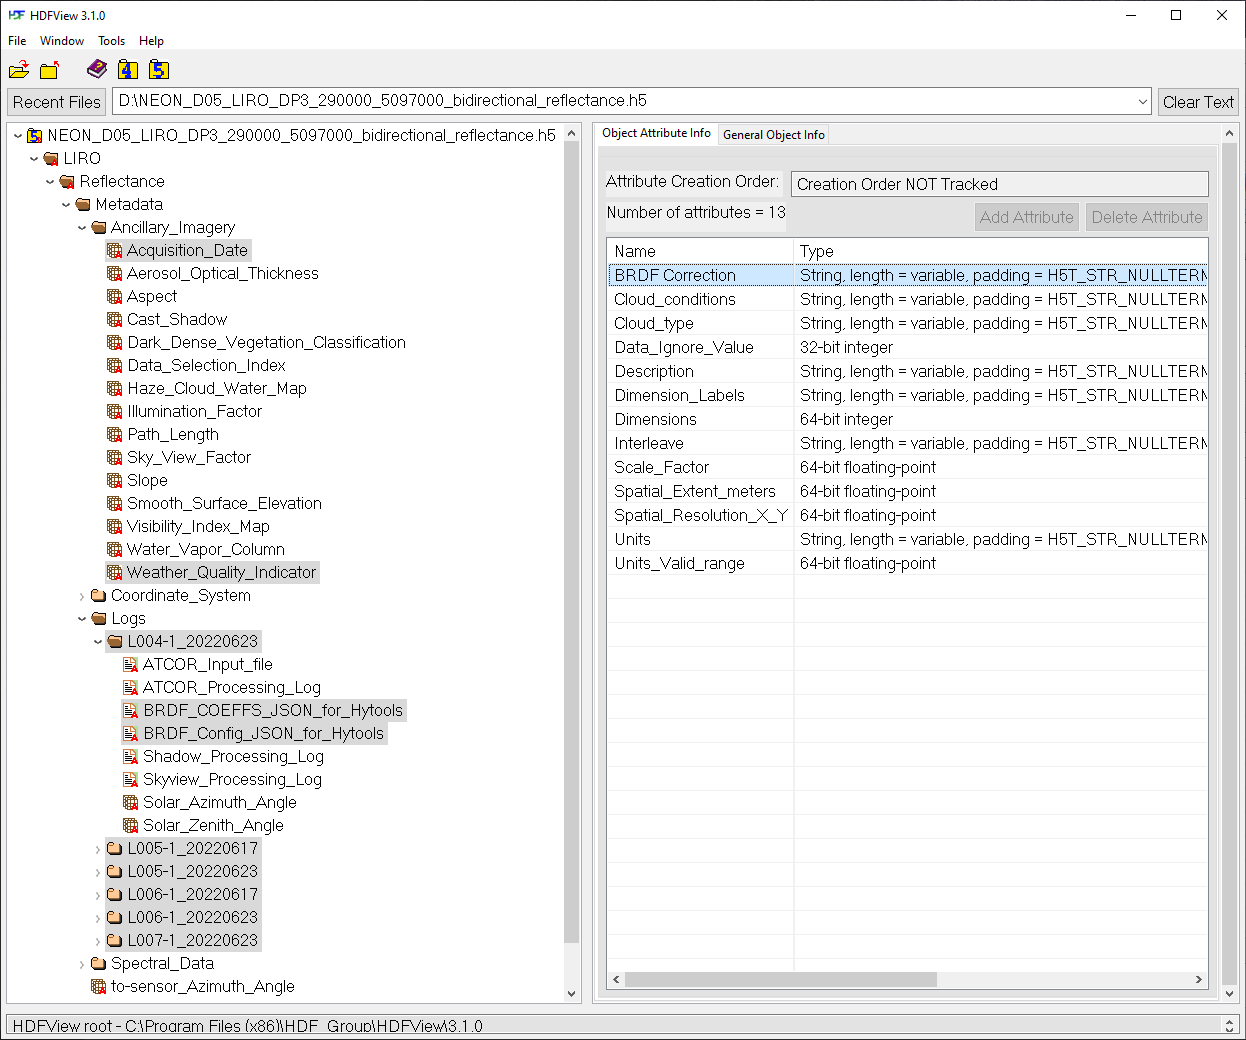 HDFView 3.1.0
File Window Tools Help
Recent Files
D:\NEON_D05_LIRO_DP3_290000_5097000_bidirectional_reflectance.h5
Clear Text
NEON_D05_LIRO_DP3_290000_5097000_bidirectional_reflectance.h5
LIRO
Reflectance
Metadata
Ancillary_Imagery
Acquisition_Date
Aerosol_Optical_Thickness
Aspect
Cast_Shadow
Dark_Dense_Vegetation_Classification
Data_Selection_Index
Haze_Cloud_Water_Map
Illumination_Factor
Path_Length
Sky_View_Factor
Slope
Smooth_Surface_Elevation
Visibility_Index_Map
Water_Vapor_Column
Weather_Quality_Indicator
Coordinate_System
Logs
L004-1_20220623
ATCOR_Input_file
ATCOR_Processing_Log
BRDF_COEFFS_JSON_for_Hytools
BRDF_Config_JSON_for_Hytools
Shadow_Processing_Log
Skyview_Processing_Log
Solar_Azimuth_Angle
Solar_Zenith_Angle
L005-1_20220617
L005-1_20220623
L006-1_20220617
L006-1_20220623
L007-1_20220623
Spectral_Data
to-sensor_Azimuth_Angle
Object Attribute Info General Object Info
Attribute Creation Order: Creation Order NOT Tracked
Number of attributes = 13
Add Attribute Delete Attribute
Name Type
BRDF Correction String, length = variable, padding = H5T_STR_NULLTERM
Cloud_conditions String, length = variable, padding = H5T_STR_NULLTERM
Cloud_type String, length = variable, padding = H5T_STR_NULLTERM
Data_Ignore_Value 32-bit integer
Description String, length = variable, padding = H5T_STR_NULLTERM
Dimension_Labels String, length = variable, padding = H5T_STR_NULLTERM
Dimensions 64-bit integer
Interleave String, length = variable, padding = H5T_STR_NULLTERM
Scale_Factor 64-bit floating-point
Spatial_Extent_meters 64-bit floating-point
Spatial_Resolution_X_Y 64-bit floating-point
Units String, length = variable, padding = H5T_STR_NULLTERM
Units_Valid_range 64-bit floating-point
HDFView root - C:\Program Files (x86)\HDF_Group\HDFView\3.1.0